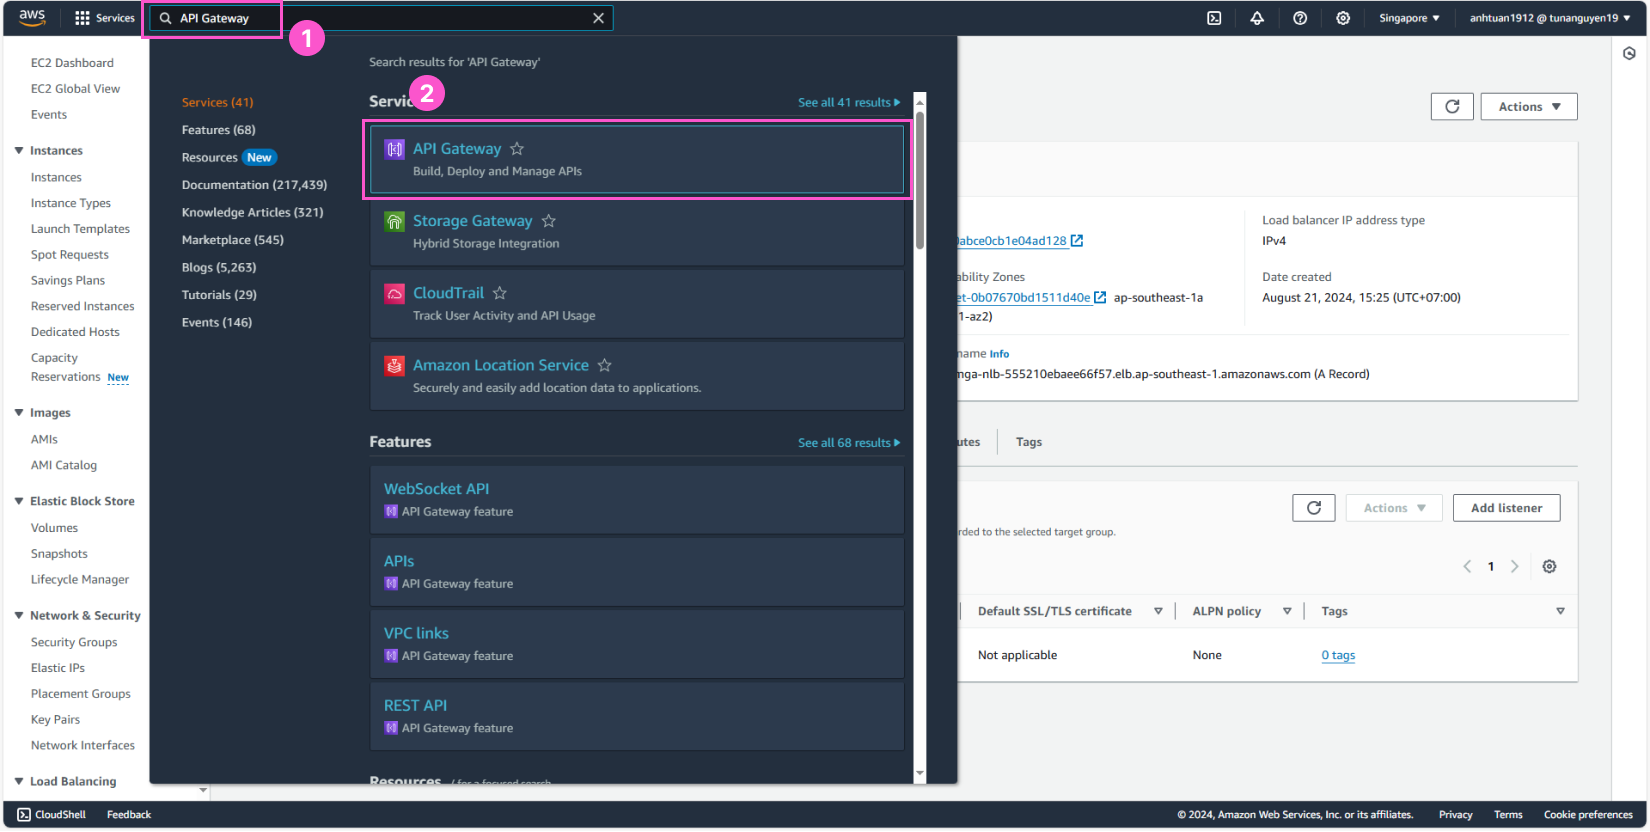 aws
Services
API Gateway
1
Singapore
anhtuan1912 @ tunanguyen19
EC2 Dashboard
EC2 Global View
Events
Instances
Instances
Instance Types
Launch Templates
Spot Requests
Savings Plans
Reserved Instances
Dedicated Hosts
Capacity
Reservations New
Images
AMIs
AMI Catalog
Elastic Block Store
Volumes
Snapshots
Lifecycle Manager
Network & Security
Security Groups
Elastic IPs
Placement Groups
Key Pairs
Network Interfaces
Load Balancing
Services (41)
Features (68)
Resources New
Documentation (217,439)
Knowledge Articles (321)
Marketplace (545)
Blogs (5,263)
Tutorials (29)
Events (146)
Search results for 'API Gateway'
2
See all 41 results
API Gateway
Build, Deploy and Manage APIs
Storage Gateway
Hybrid Storage Integration
CloudTrail
Track User Activity and API Usage
Amazon Location Service
Securely and easily add location data to applications.
Features
See all 68 results
WebSocket API
API Gateway feature
APIs
API Gateway feature
VPC links
API Gateway feature
REST API
API Gateway feature
Resources / for a focused search
Actions
Load balancer IP address type
abce0cb1e04ad128
IPv4
ability Zones
Date created
et-0b07670bd1511d40e ap-southeast-1a
August 21, 2024, 15:25 (UTC+07:00)
1-az2)
name Info
mga-nlb-555210ebaee66f57.elb.ap-southeast-1.amazonaws.com (A Record)
utes
Tags
Actions
Add listener
rded to the selected target group.
1
Default SSL/TLS certificate
ALPN policy
Tags
Not applicable
None
0 tags
CloudShell
Feedback
© 2024, Amazon Web Services, Inc. or its affiliates.
Privacy
Terms
Cookie preferences